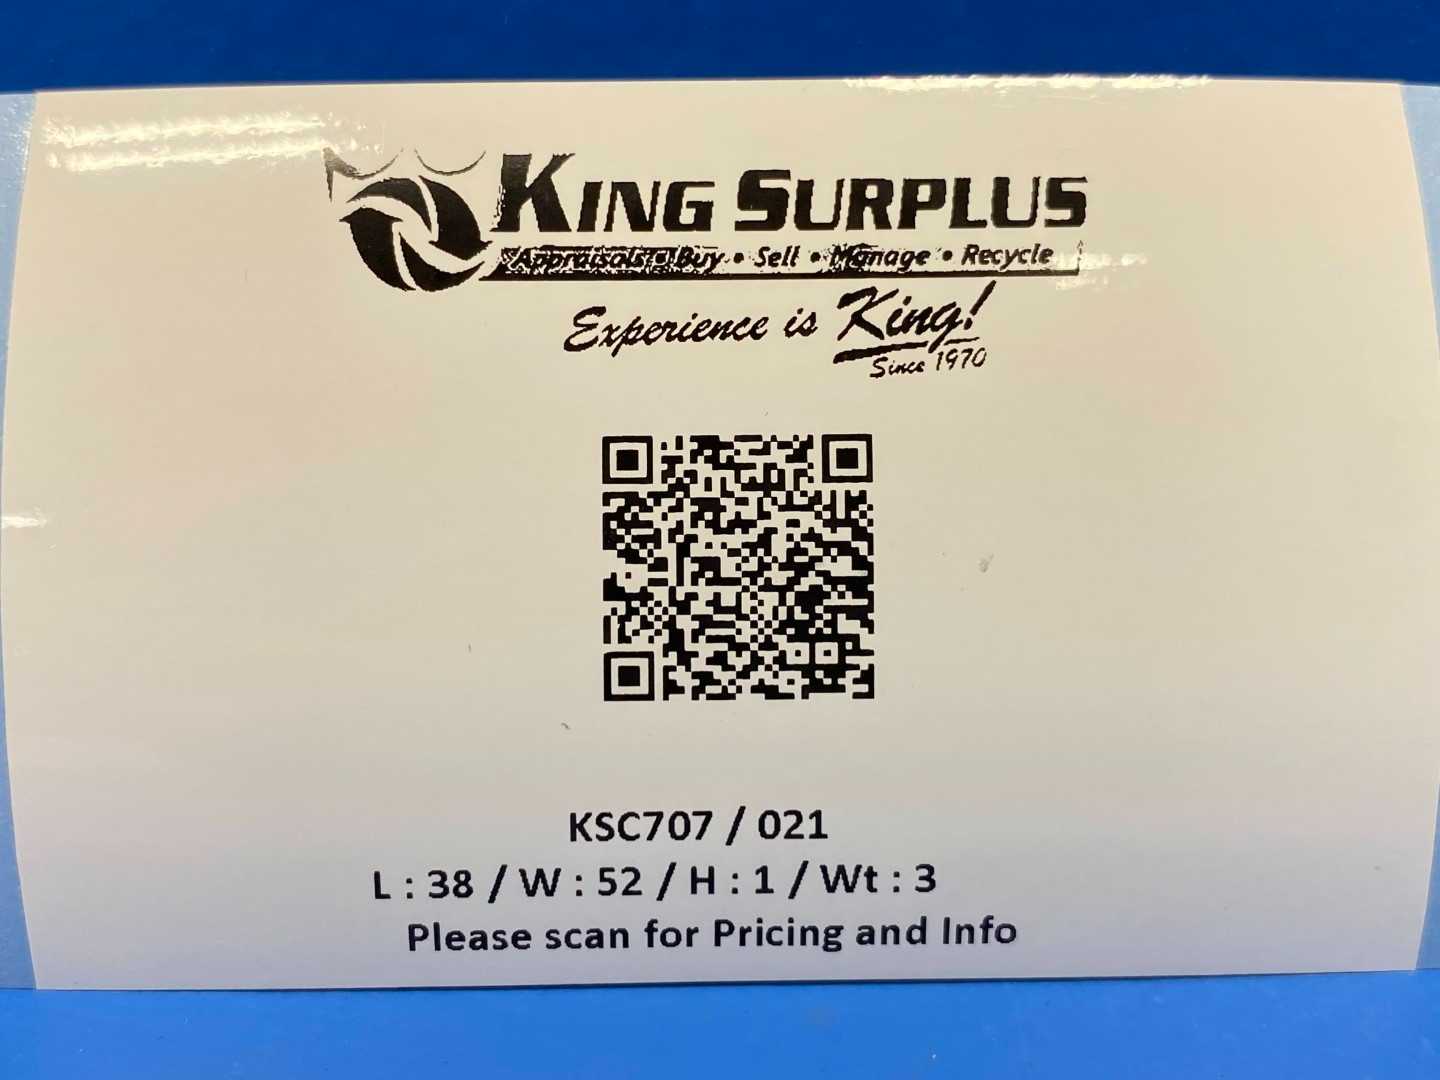 KING SURPLUS
Appraisals • Buy • Sell • Manage • Recycle
Experience is King!
Since 1970
KSC707 / 021
L : 38 / W : 52 / H : 1 / Wt : 3
Please scan for Pricing and Info